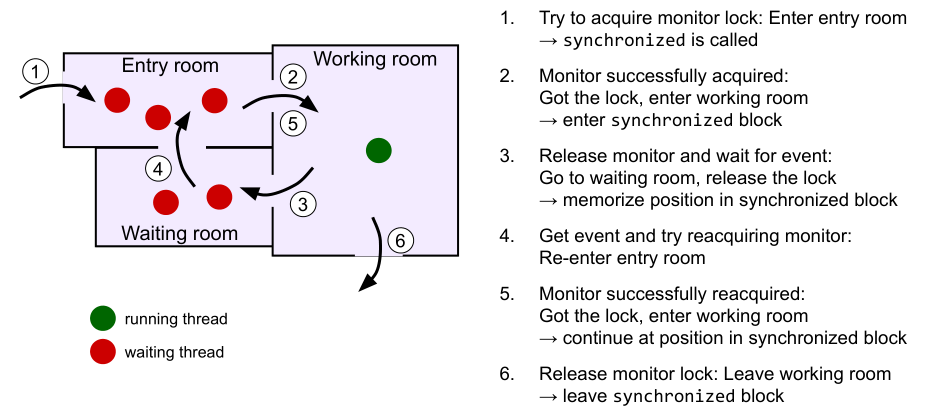 Entry room
Working room
1
2
5
4
3
6
Waiting room
running thread
waiting thread
1. Try to acquire monitor lock: Enter entry room
→ synchronized is called
2. Monitor successfully acquired:
Got the lock, enter working room
→ enter synchronized block
3. Release monitor and wait for event:
Go to waiting room, release the lock
→ memorize position in synchronized block
4. Get event and try reacquiring monitor:
Re-enter entry room
5. Monitor successfully reacquired:
Got the lock, enter working room
→ continue at position in synchronized block
6. Release monitor lock: Leave working room
→ leave synchronized block